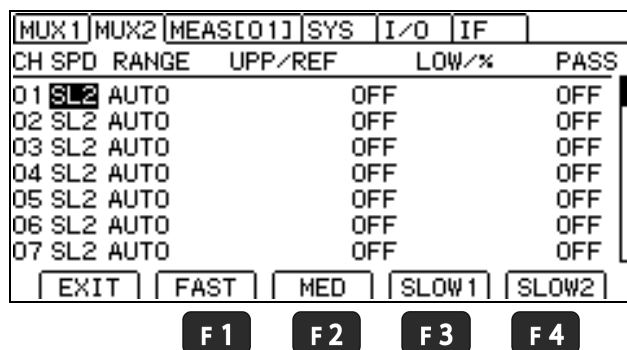 MUX1 MUX2 MEAS[01] SYS I/O IF
CH SPD RANGE UPP/REF LOW/% PASS
01 SL2 AUTO OFF OFF
02 SL2 AUTO OFF OFF
03 SL2 AUTO OFF OFF
04 SL2 AUTO OFF OFF
05 SL2 AUTO OFF OFF
06 SL2 AUTO OFF OFF
07 SL2 AUTO OFF OFF
EXIT FAST MED SLOW1 SLOW2
F1 F2 F3 F4